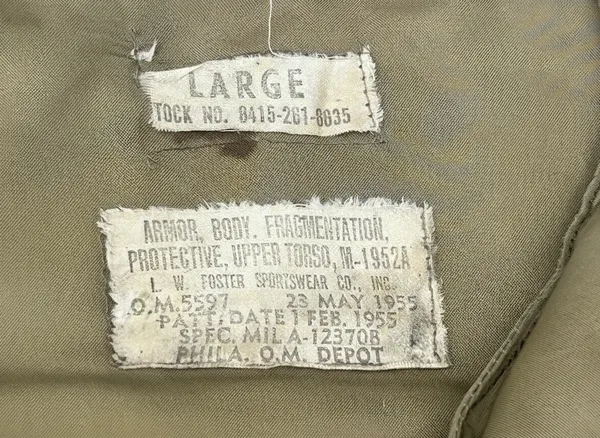 LARGE
TOCK NO. 8415-261-8635
ARMOR, BODY, FRAGMENTATION,
PROTECTIVE, UPPER TORSO, M-1952A
L. W. FOSTER SPORTSWEAR CO., INC.
O.M.5597 23 MAY 1955
PATT. DATE 1 FEB. 1955
SPEC. MIL A-12370B
PHILA. Q.M. DEPOT